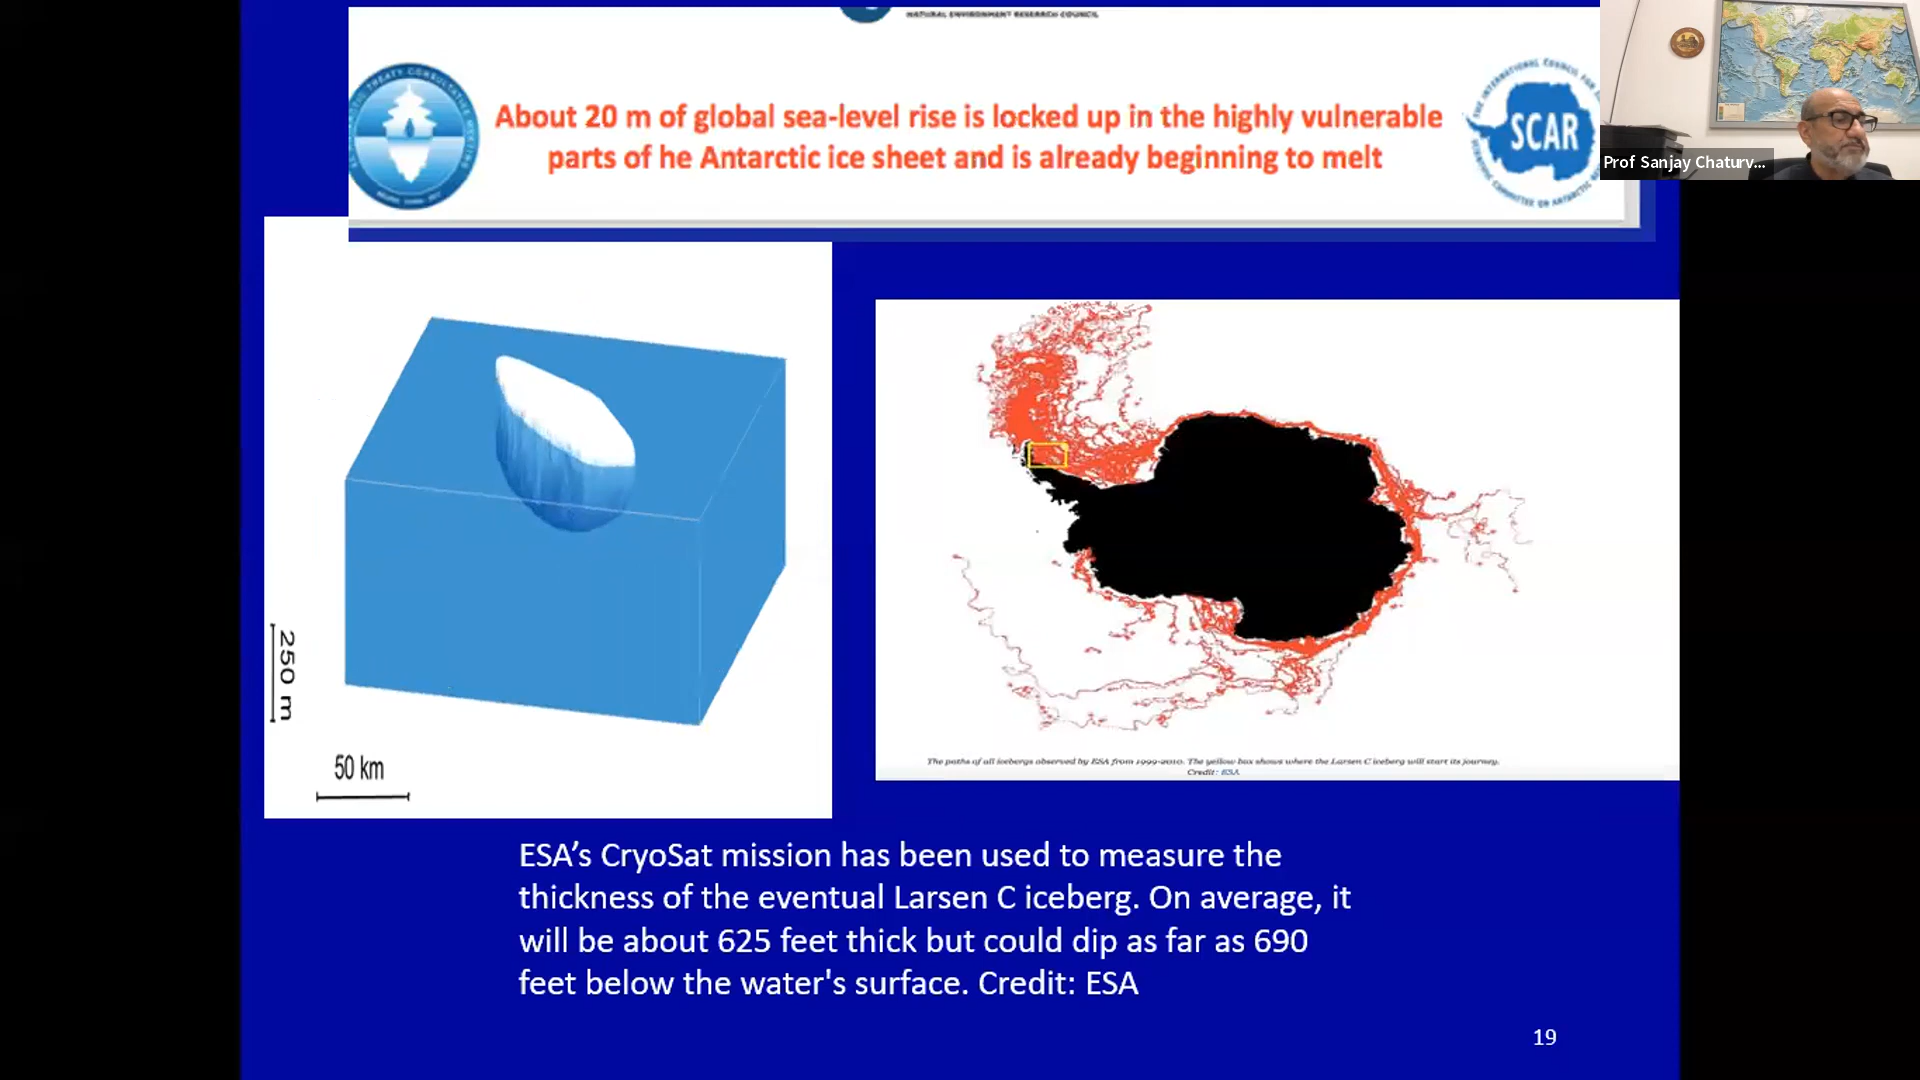 NATURAL ENVIRONMENT RESEARCH COUNCIL
About 20 m of global sea-level rise is locked up in the highly vulnerable
parts of he Antarctic ice sheet and is already beginning to melt
SCAR
Prof Sanjay Chaturv...
250 m
50 km
The paths of all icebergs observed by ESA from 1999-2010. The yellow box shows where the Larsen C iceberg will start its journey.
Credit: ESA
ESA’s CryoSat mission has been used to measure the
thickness of the eventual Larsen C iceberg. On average, it
will be about 625 feet thick but could dip as far as 690
feet below the water's surface. Credit: ESA
19